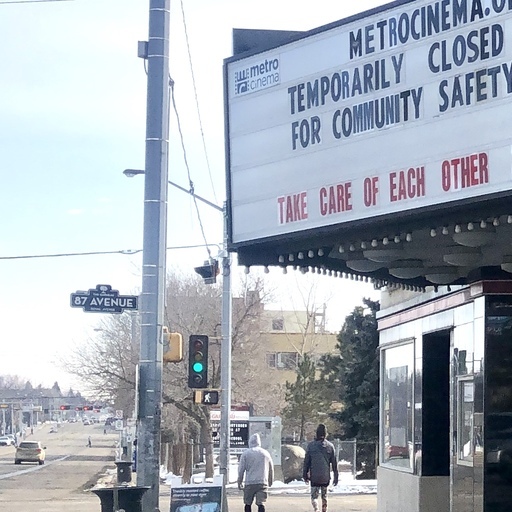 METROCINEMA.O
metro
cinema
TEMPORARILY CLOSED
FOR COMMUNITY SAFETY
TAKE CARE OF EACH OTHER
87 AVENUE